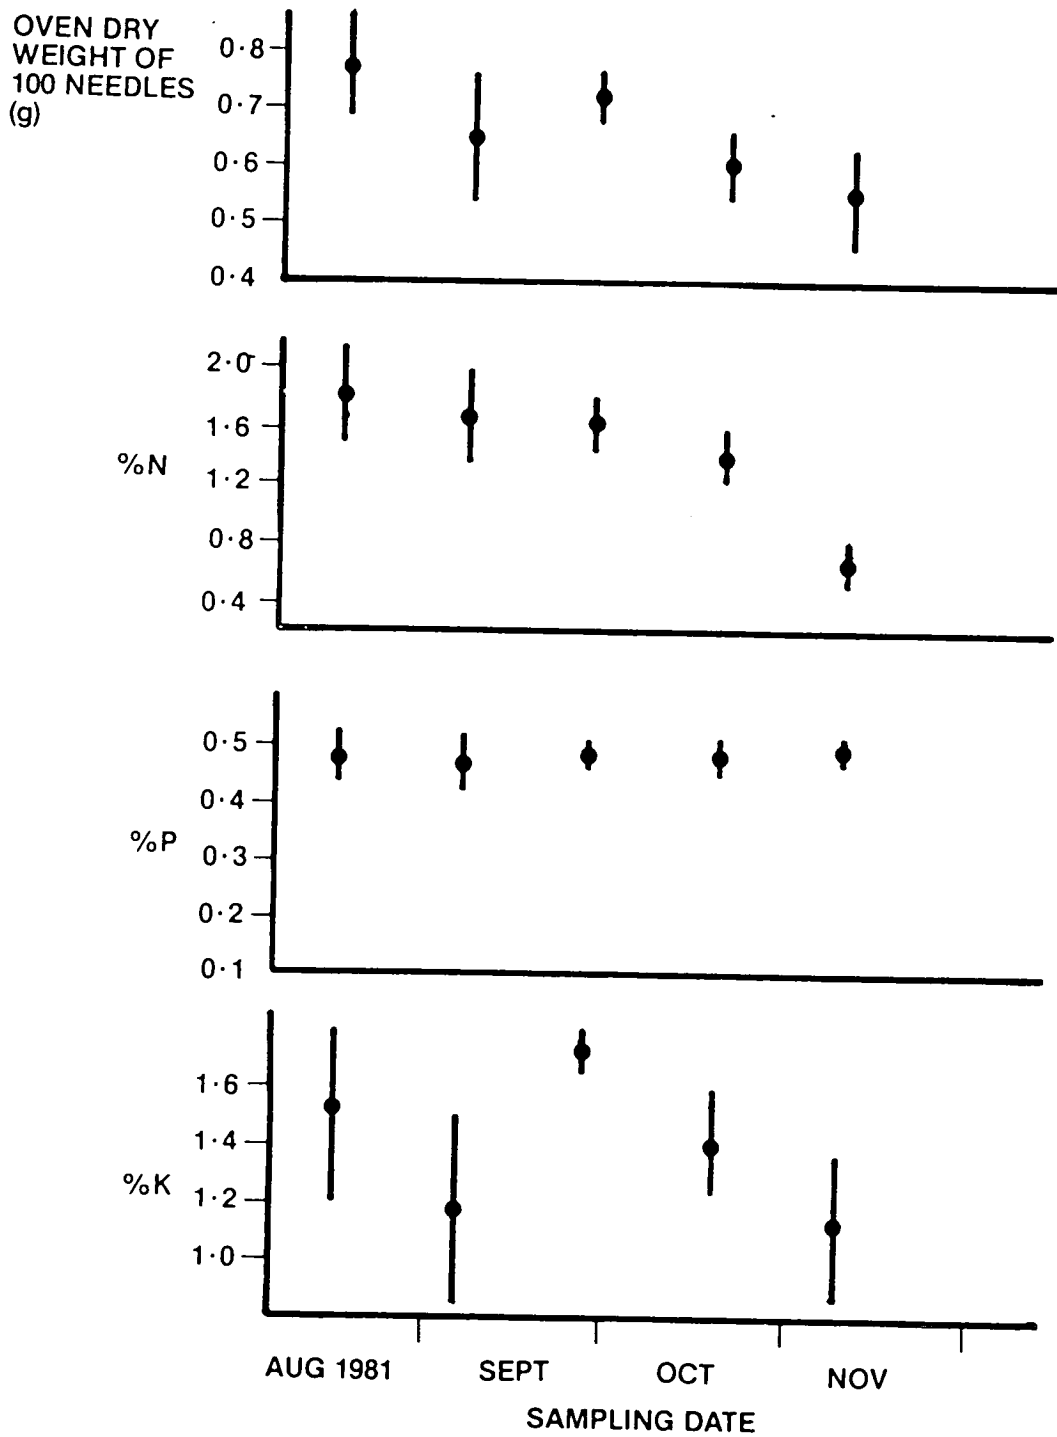 OVEN DRY
WEIGHT OF
100 NEEDLES
(g)
0·8
0·7
0·6
0·5
0·4
%N
2·0
1·6
1·2
0·8
0·4
%P
0·5
0·4
0·3
0·2
0·1
%K
1·6
1·4
1·2
1·0
AUG 1981 SEPT OCT NOV
SAMPLING DATE